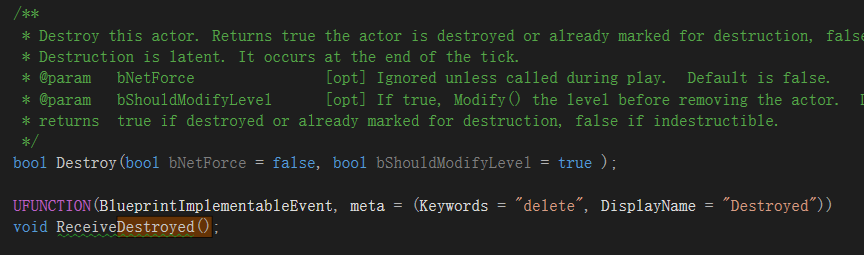 /**
* Destroy this actor. Returns true the actor is destroyed or already marked for destruction, false
* Destruction is latent. It occurs at the end of the tick.
* @param bNetForce [opt] Ignored unless called during play. Default is false.
* @param bShouldModifyLevel [opt] If true, Modify() the level before removing the actor.
* returns true if destroyed or already marked for destruction, false if indestructible.
*/
bool Destroy(bool bNetForce = false, bool bShouldModifyLevel = true );
UFUNCTION(BlueprintImplementableEvent, meta = (Keywords = "delete", DisplayName = "Destroyed"))
void ReceiveDestroyed();